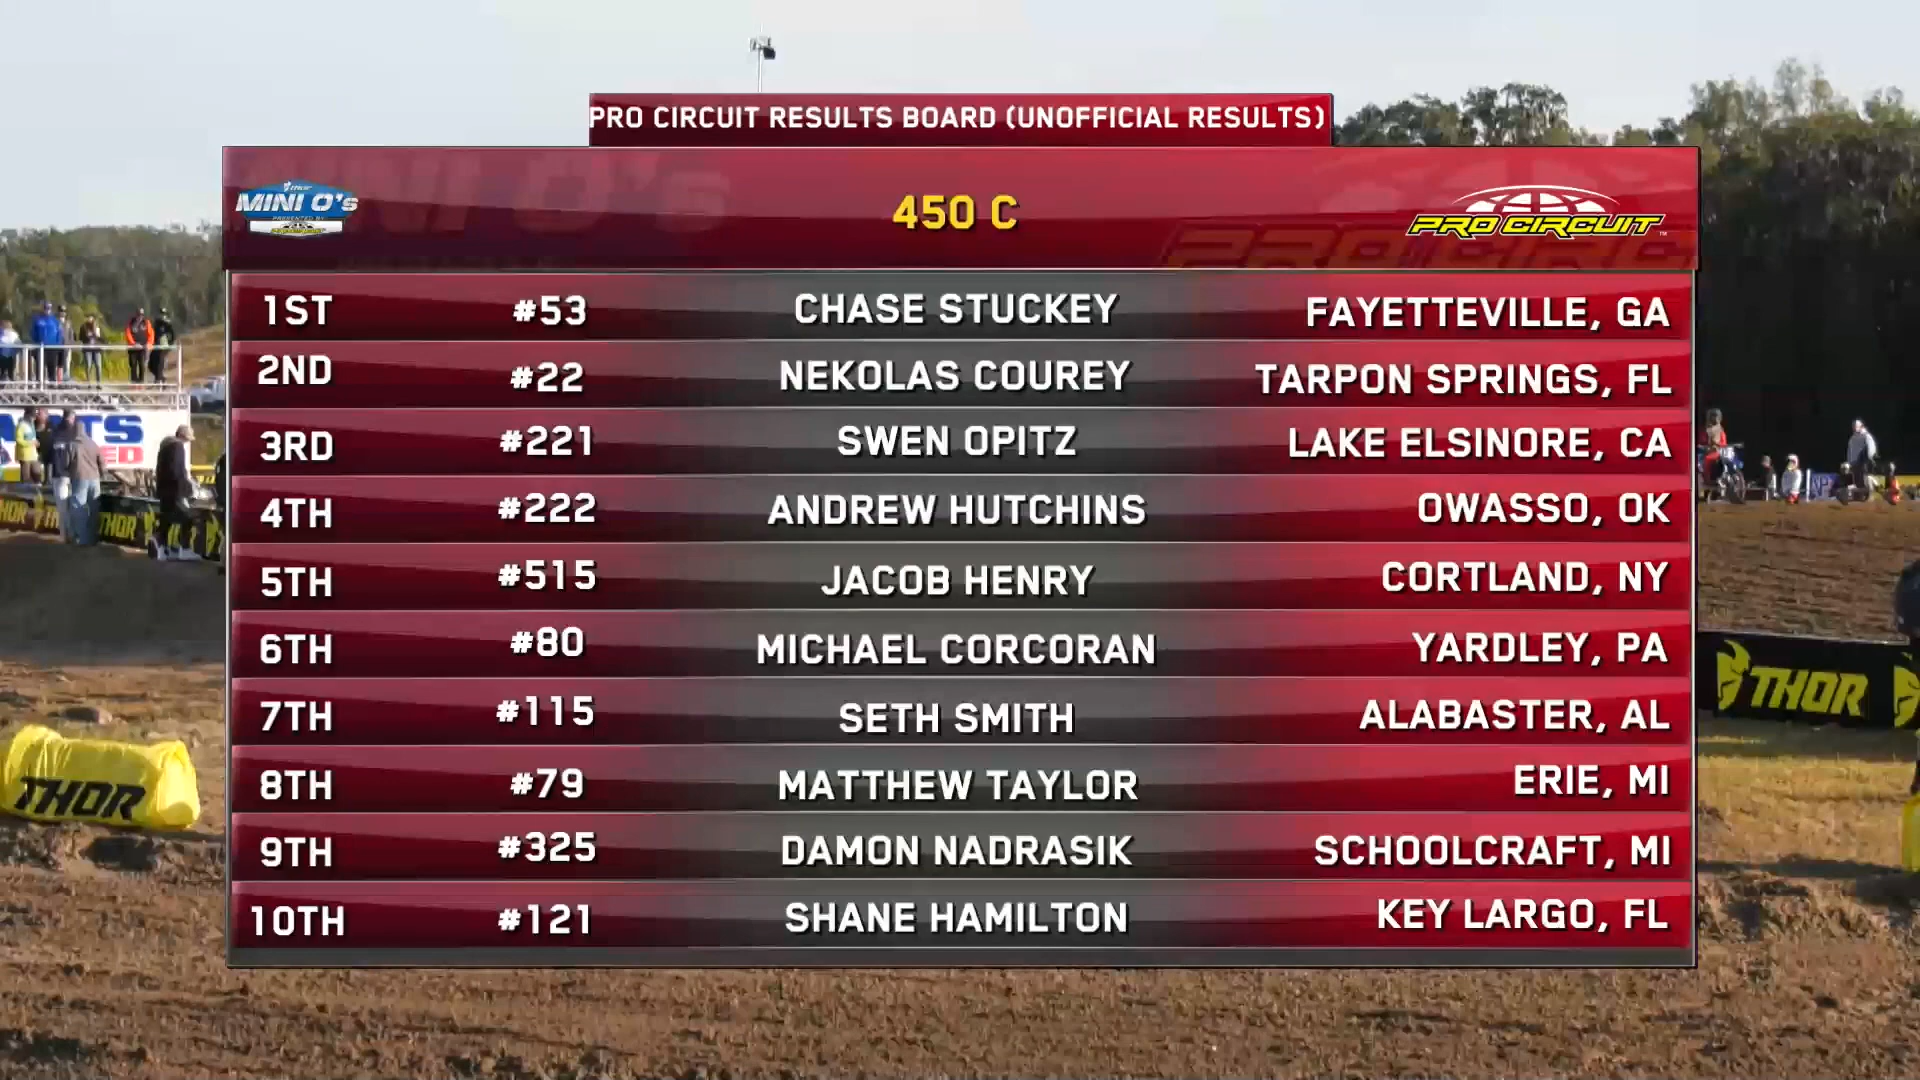 PRO CIRCUIT RESULTS BOARD (UNOFFICIAL RESULTS)
MINI O's
PRESENTED BY
450 C
PRO CIRCUIT
1ST #53 CHASE STUCKEY FAYETTEVILLE, GA
2ND #22 NEKOLAS COUREY TARPON SPRINGS, FL
3RD #221 SWEN OPITZ LAKE ELSINORE, CA
4TH #222 ANDREW HUTCHINS OWASSO, OK
5TH #515 JACOB HENRY CORTLAND, NY
6TH #80 MICHAEL CORCORAN YARDLEY, PA
7TH #115 SETH SMITH ALABASTER, AL
8TH #79 MATTHEW TAYLOR ERIE, MI
9TH #325 DAMON NADRASIK SCHOOLCRAFT, MI
10TH #121 SHANE HAMILTON KEY LARGO, FL
THOR
THOR
THOR